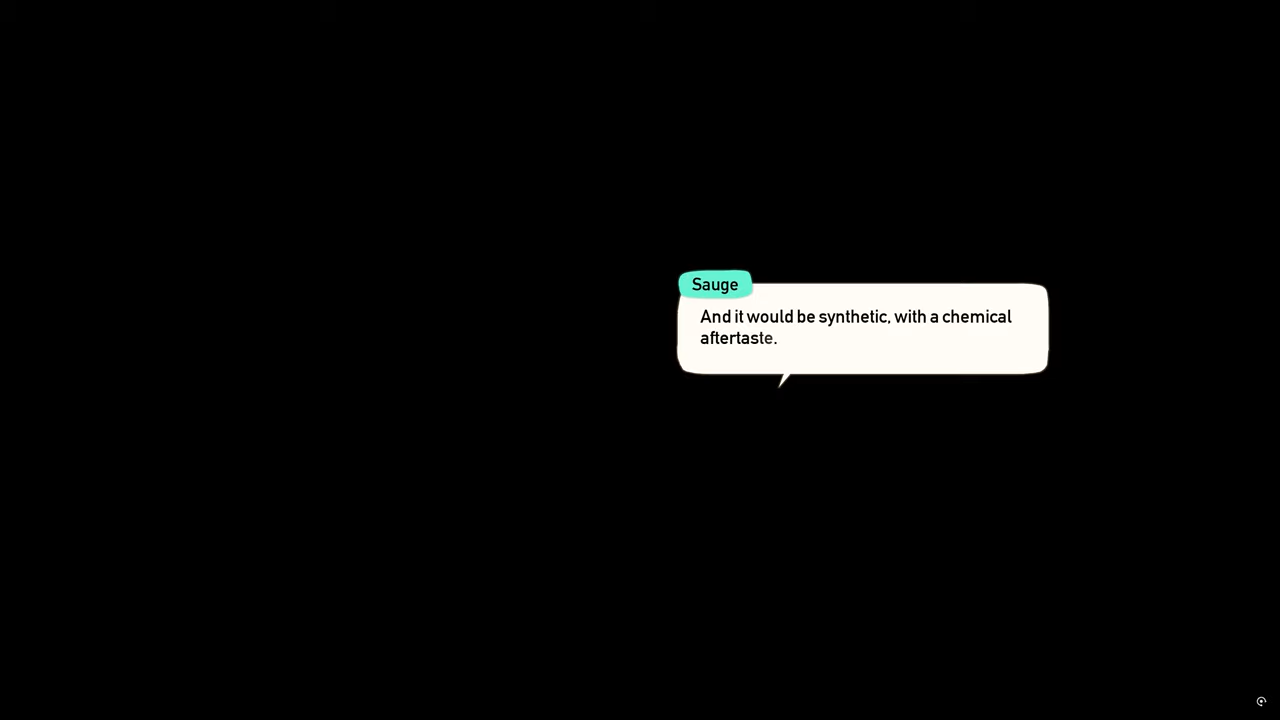 Sauge
And it would be synthetic, with a chemical
aftertaste.